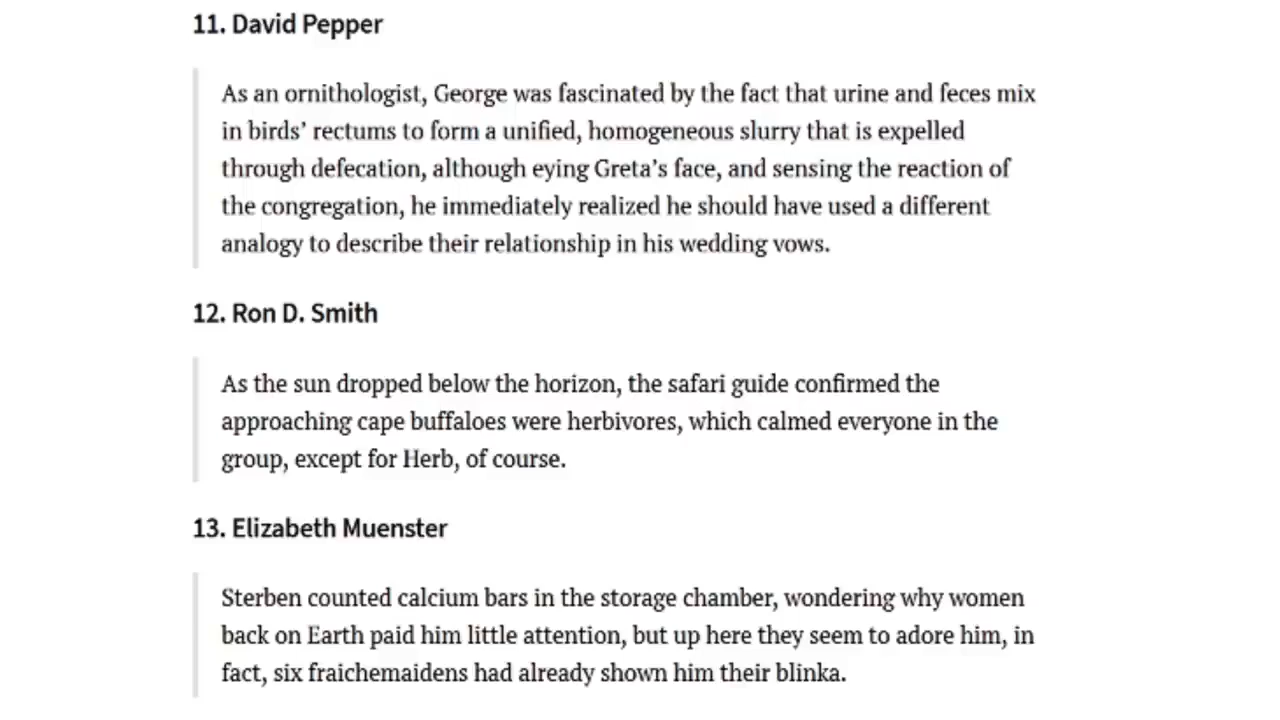 11. David Pepper
As an ornithologist, George was fascinated by the fact that urine and feces mix
in birds’ rectums to form a unified, homogeneous slurry that is expelled
through defecation, although eying Greta’s face, and sensing the reaction of
the congregation, he immediately realized he should have used a different
analogy to describe their relationship in his wedding vows.
12. Ron D. Smith
As the sun dropped below the horizon, the safari guide confirmed the
approaching cape buffaloes were herbivores, which calmed everyone in the
group, except for Herb, of course.
13. Elizabeth Muenster
Sterben counted calcium bars in the storage chamber, wondering why women
back on Earth paid him little attention, but up here they seem to adore him, in
fact, six fraichemaidens had already shown him their blinka.